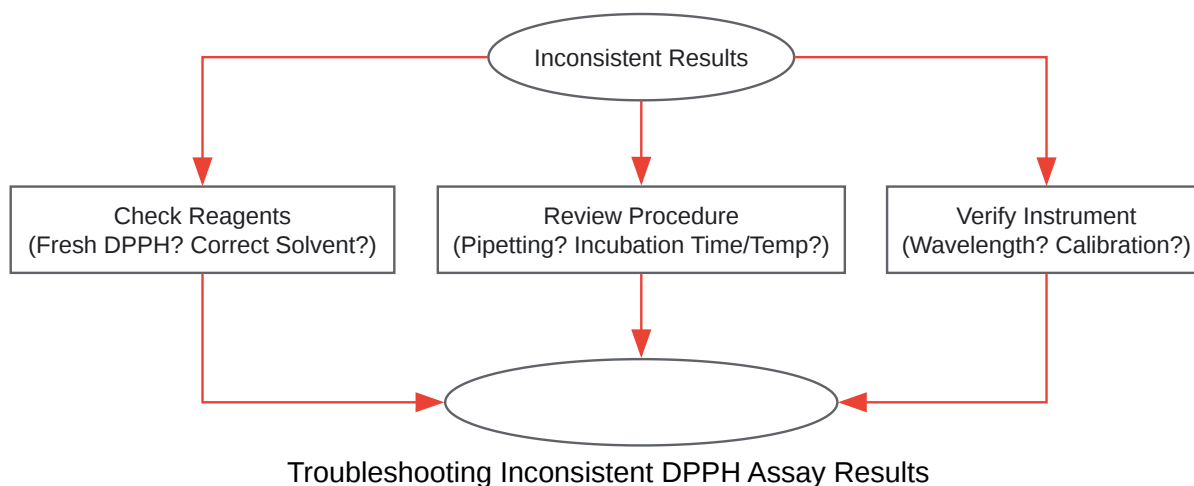 Inconsistent Results
Check Reagents
(Fresh DPPH? Correct Solvent?)
Review Procedure
(Pipetting? Incubation Time/Temp?)
Verify Instrument
(Wavelength? Calibration?)
Troubleshooting Inconsistent DPPH Assay Results